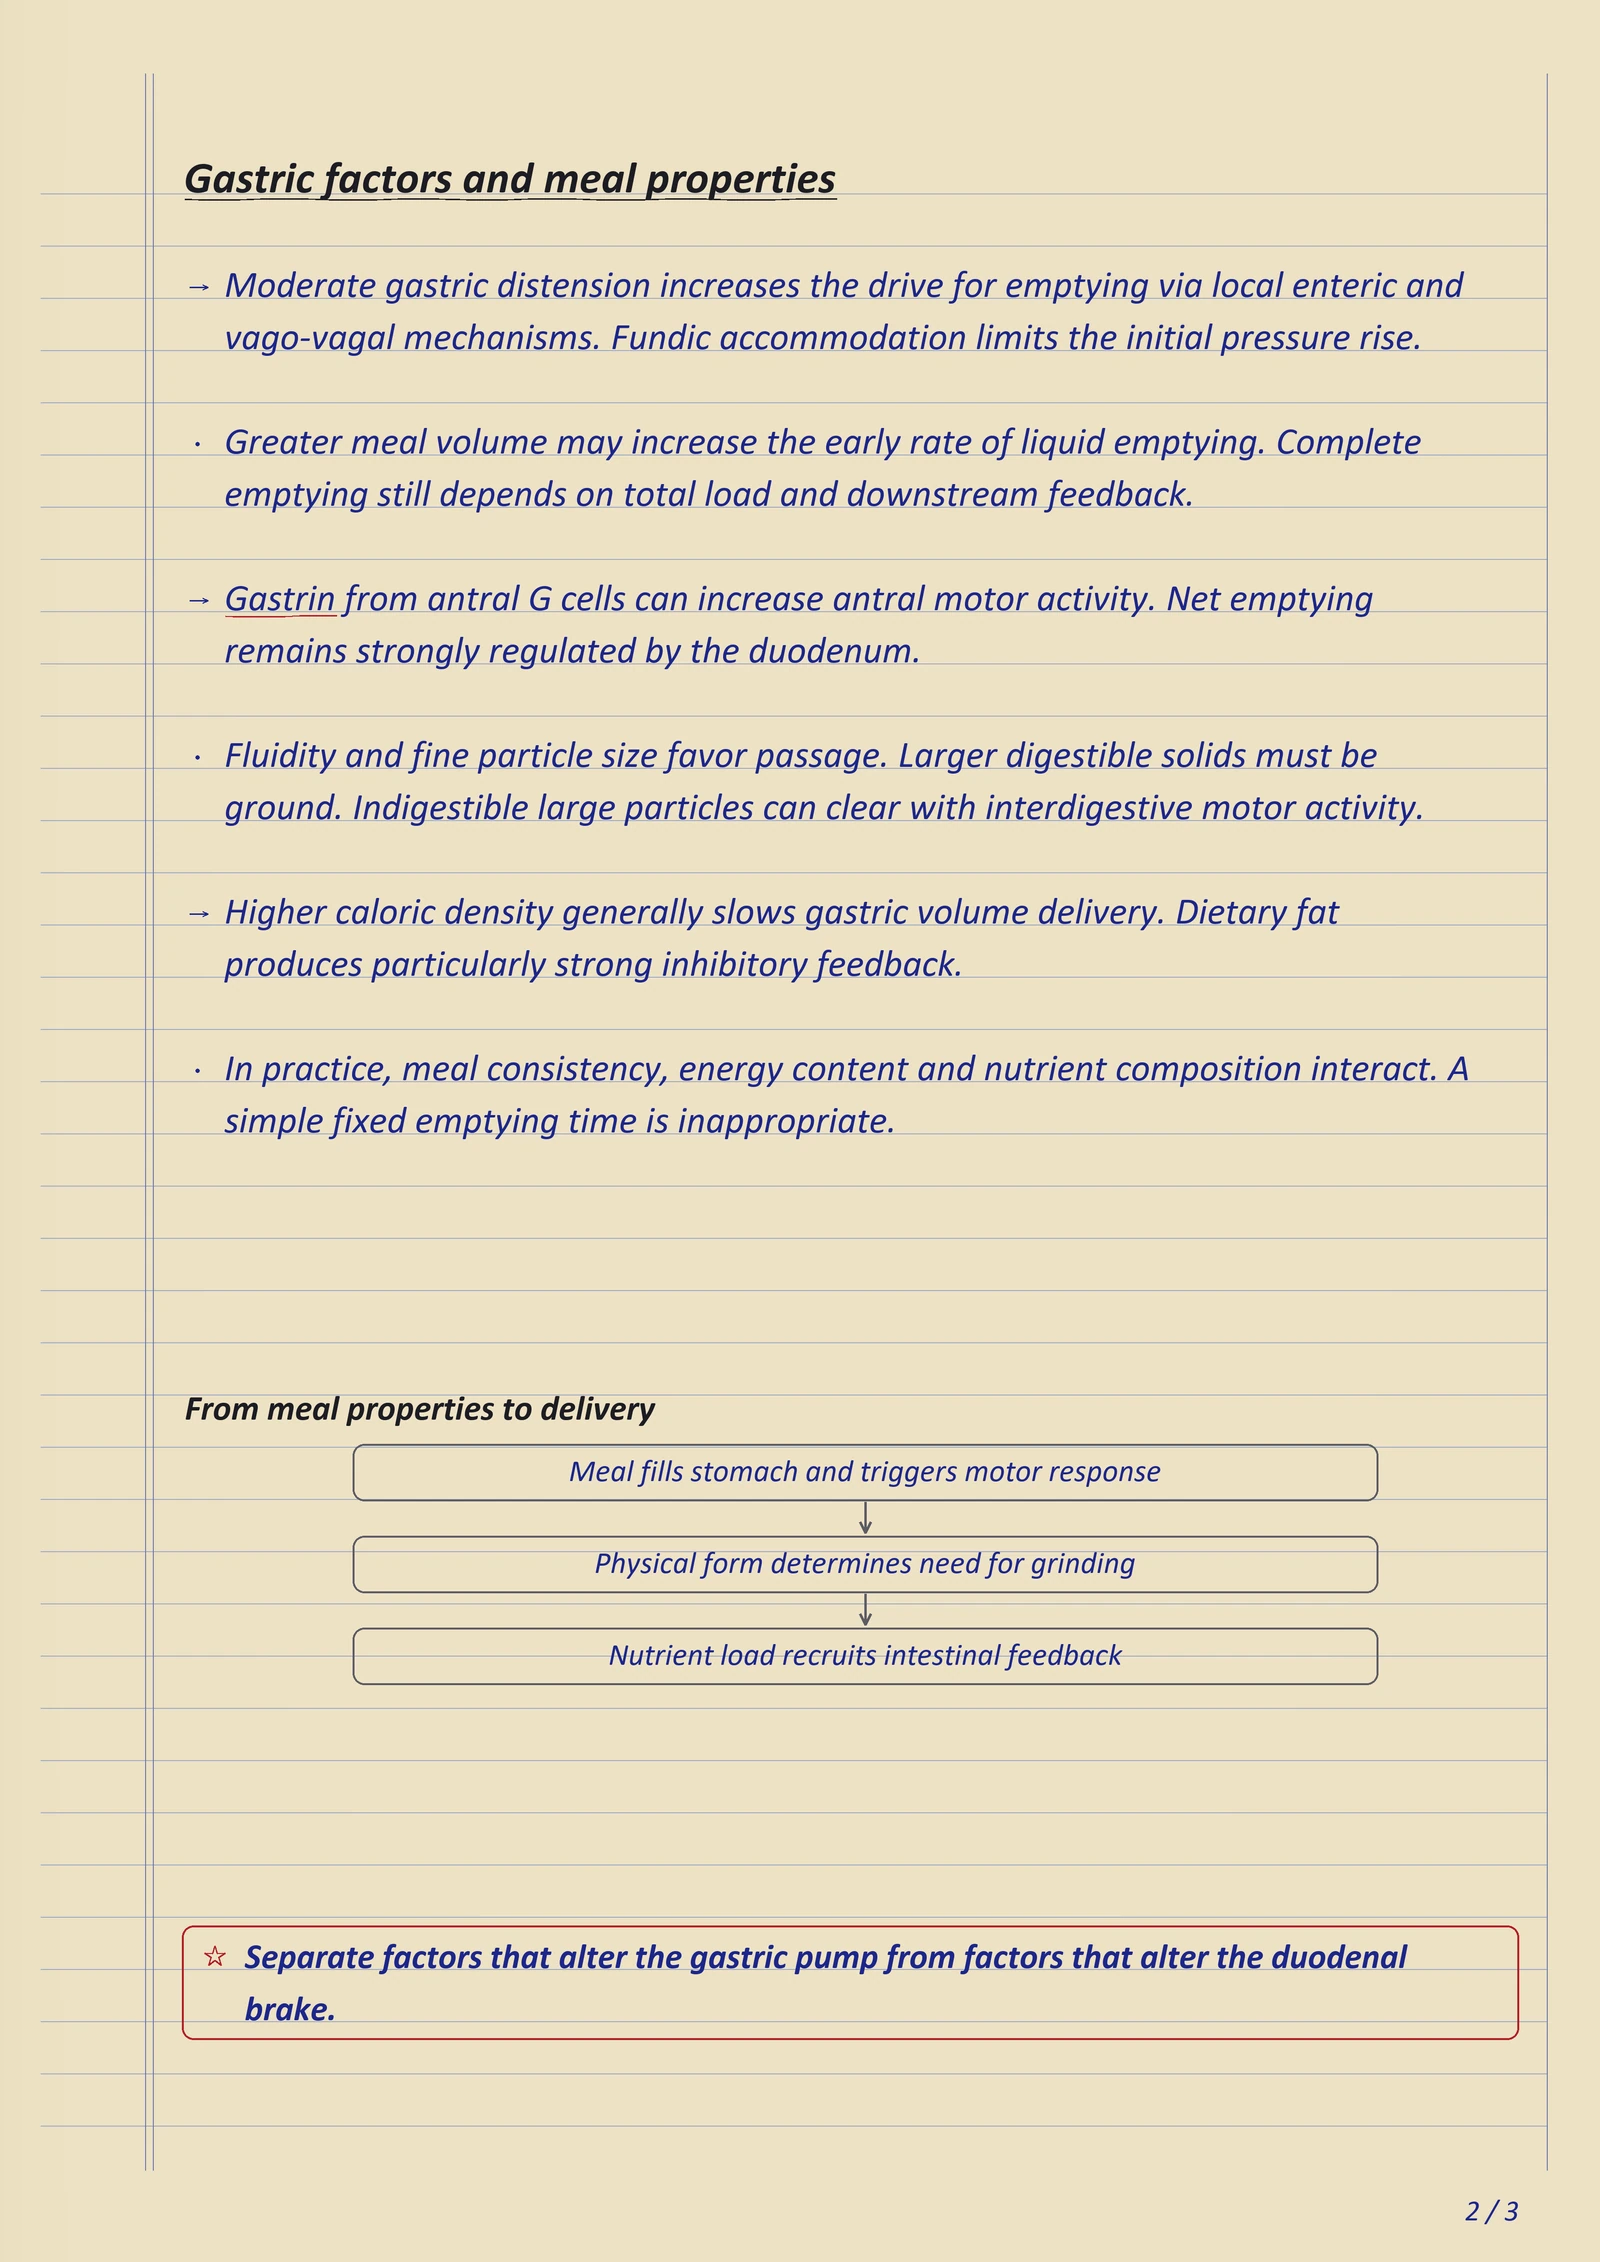 Gastric factors and meal properties
→ Moderate gastric distension increases the drive for emptying via local enteric and
vago-vagal mechanisms. Fundic accommodation limits the initial pressure rise.
· Greater meal volume may increase the early rate of liquid emptying. Complete
emptying still depends on total load and downstream feedback.
→ Gastrin from antral G cells can increase antral motor activity. Net emptying
remains strongly regulated by the duodenum.
· Fluidity and fine particle size favor passage. Larger digestible solids must be
ground. Indigestible large particles can clear with interdigestive motor activity.
→ Higher caloric density generally slows gastric volume delivery. Dietary fat
produces particularly strong inhibitory feedback.
· In practice, meal consistency, energy content and nutrient composition interact. A
simple fixed emptying time is inappropriate.
From meal properties to delivery
Meal fills stomach and triggers motor response
Physical form determines need for grinding
Nutrient load recruits intestinal feedback
☆ Separate factors that alter the gastric pump from factors that alter the duodenal
brake.
2 / 3